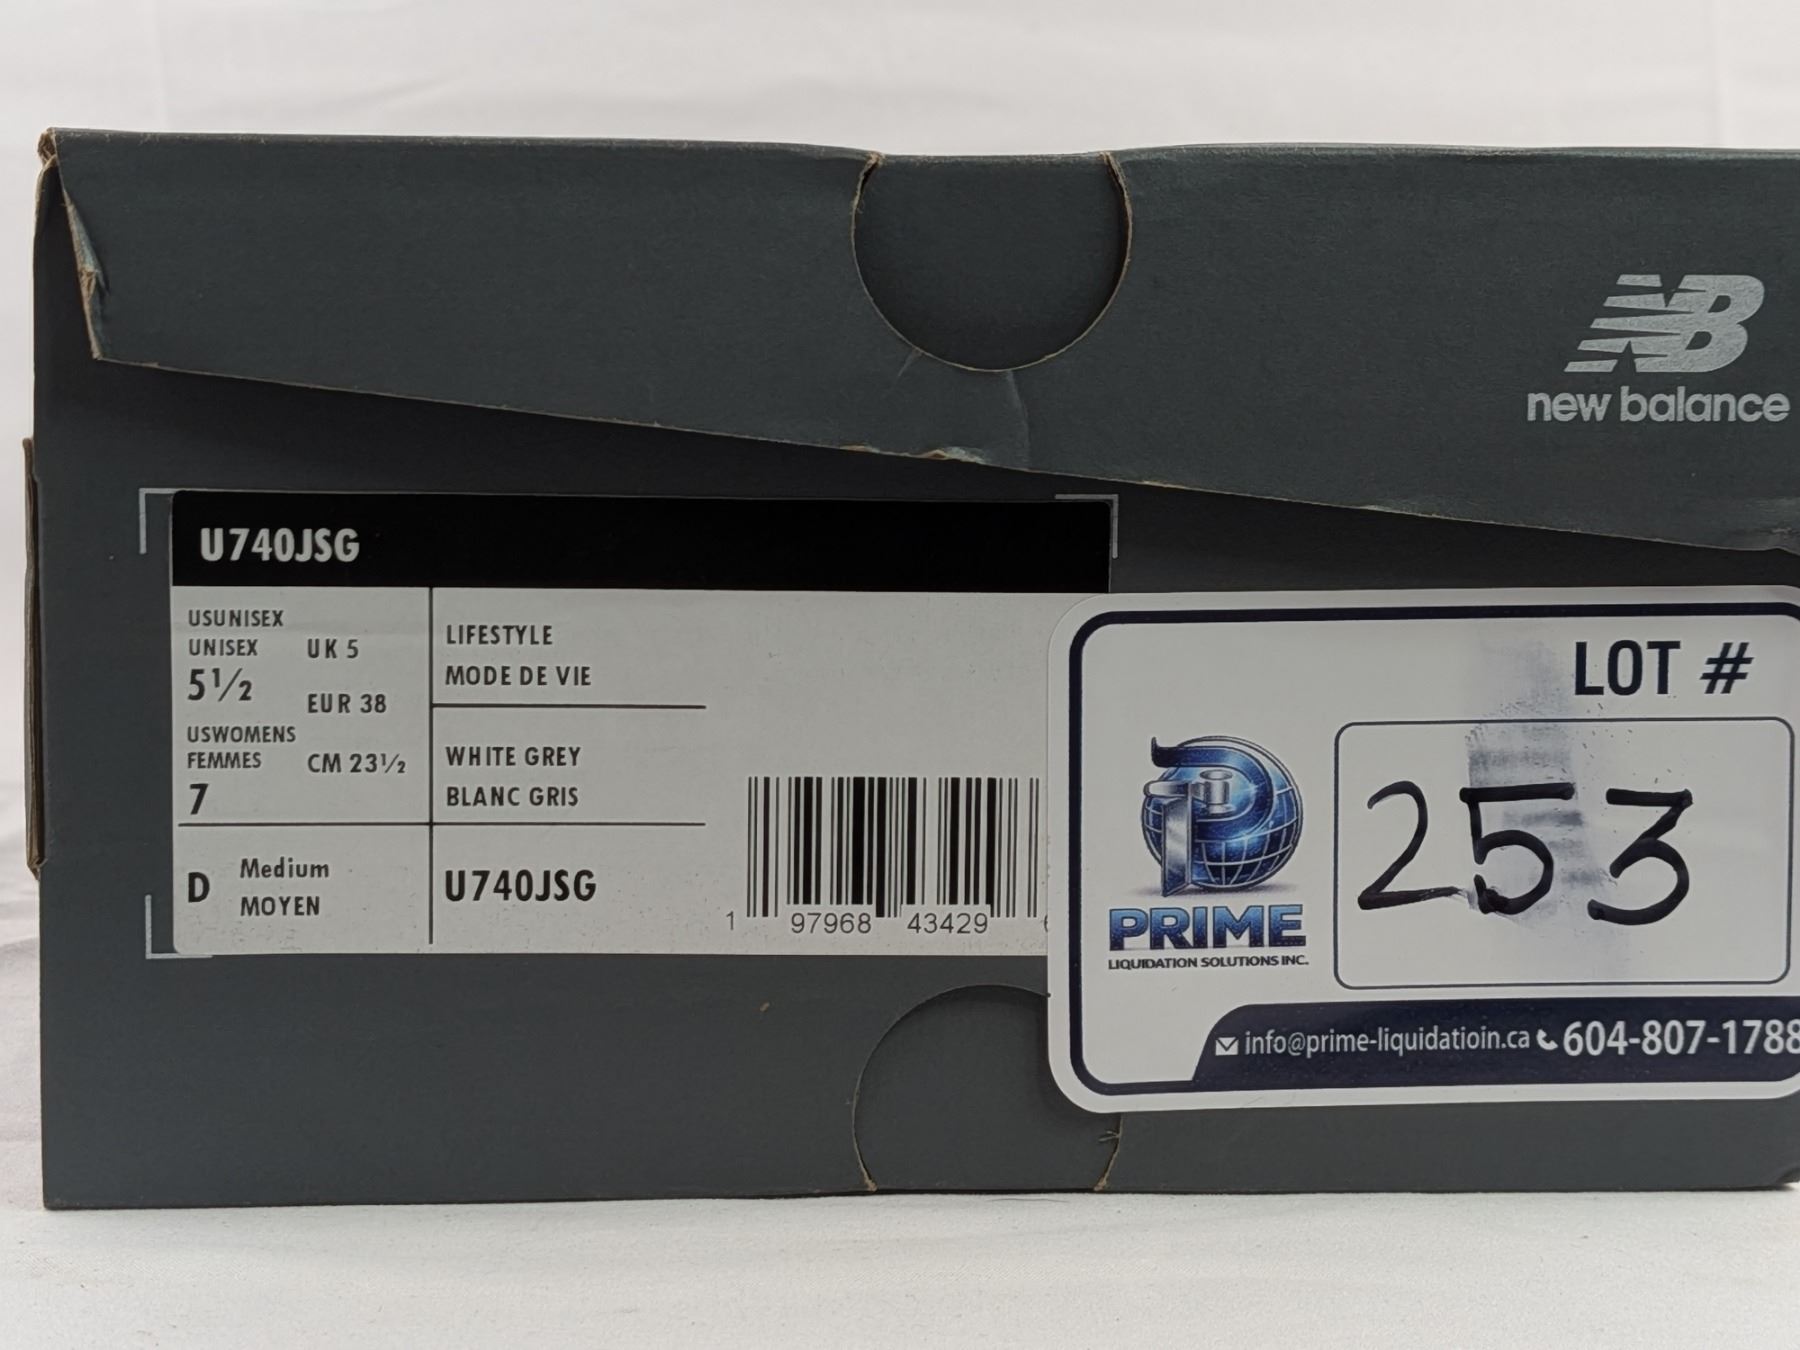 NB
new balance
U740JSG
USUNISEX
UNISEX
5½
UK 5
EUR 38
USWOMENS
FEMMES
7
CM 23½
LIFESTYLE
MODE DE VIE
WHITE GREY
BLANC GRIS
D Medium
MOYEN
U740JSG
1 97968 43429
LOT #
253
PRIME
LIQUIDATION SOLUTIONS INC.
info@prime-liquidatioin.ca 604-807-1788